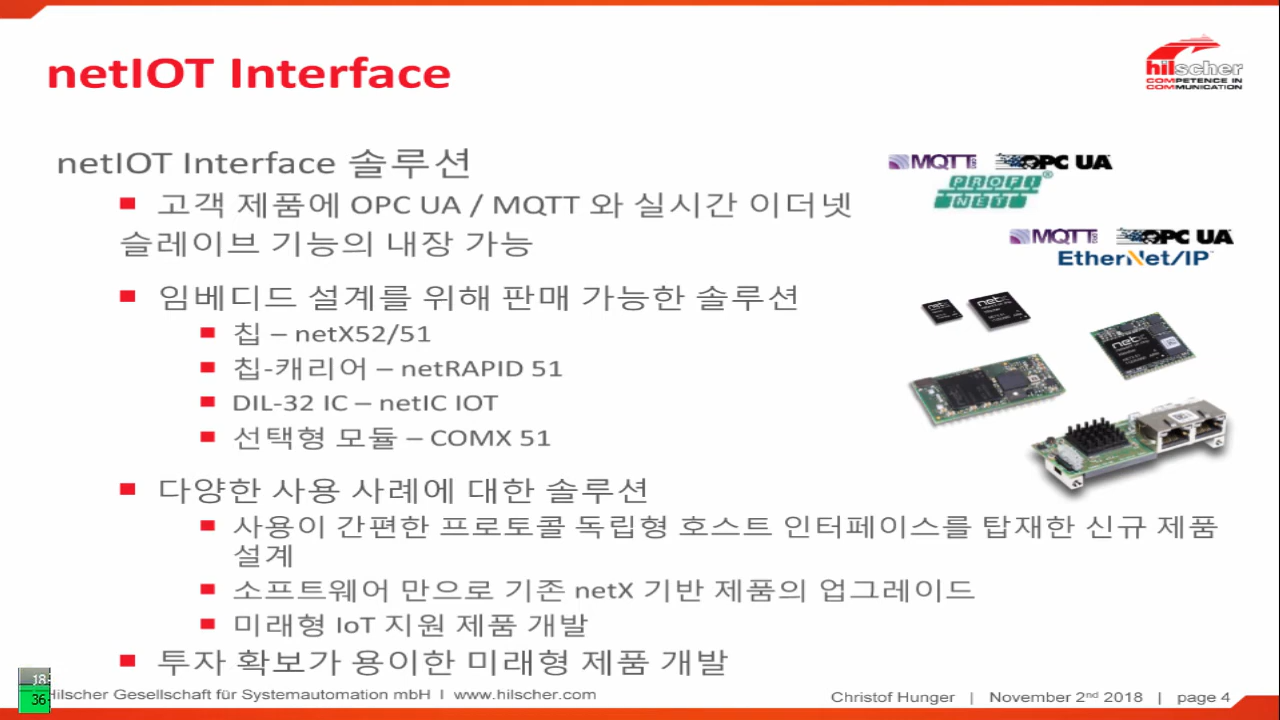 netIOT Interface
hilscher
COMPETENCE IN
COMMUNICATION
netIOT Interface 솔루션
고객 제품에 OPC UA / MQTT 와 실시간 이더넷
슬레이브 기능의 내장 가능
MQTT OPC UA
PROFI
NET
MQTT OPC UA
EtherNet/IP
임베디드 설계를 위해 판매 가능한 솔루션
칩 – netX52/51
칩-캐리어 – netRAPID 51
DIL-32 IC – netIC IOT
선택형 모듈 – COMX 51
다양한 사용 사례에 대한 솔루션
사용이 간편한 프로토콜 독립형 호스트 인터페이스를 탑재한 신규 제품
설계
소프트웨어 만으로 기존 netX 기반 제품의 업그레이드
미래형 IoT 지원 제품 개발
투자 확보가 용이한 미래형 제품 개발
18-
36-
Hilscher Gesellschaft für Systemautomation mbH I www.hilscher.com
Christof Hunger | November 2nd 2018 | page 4